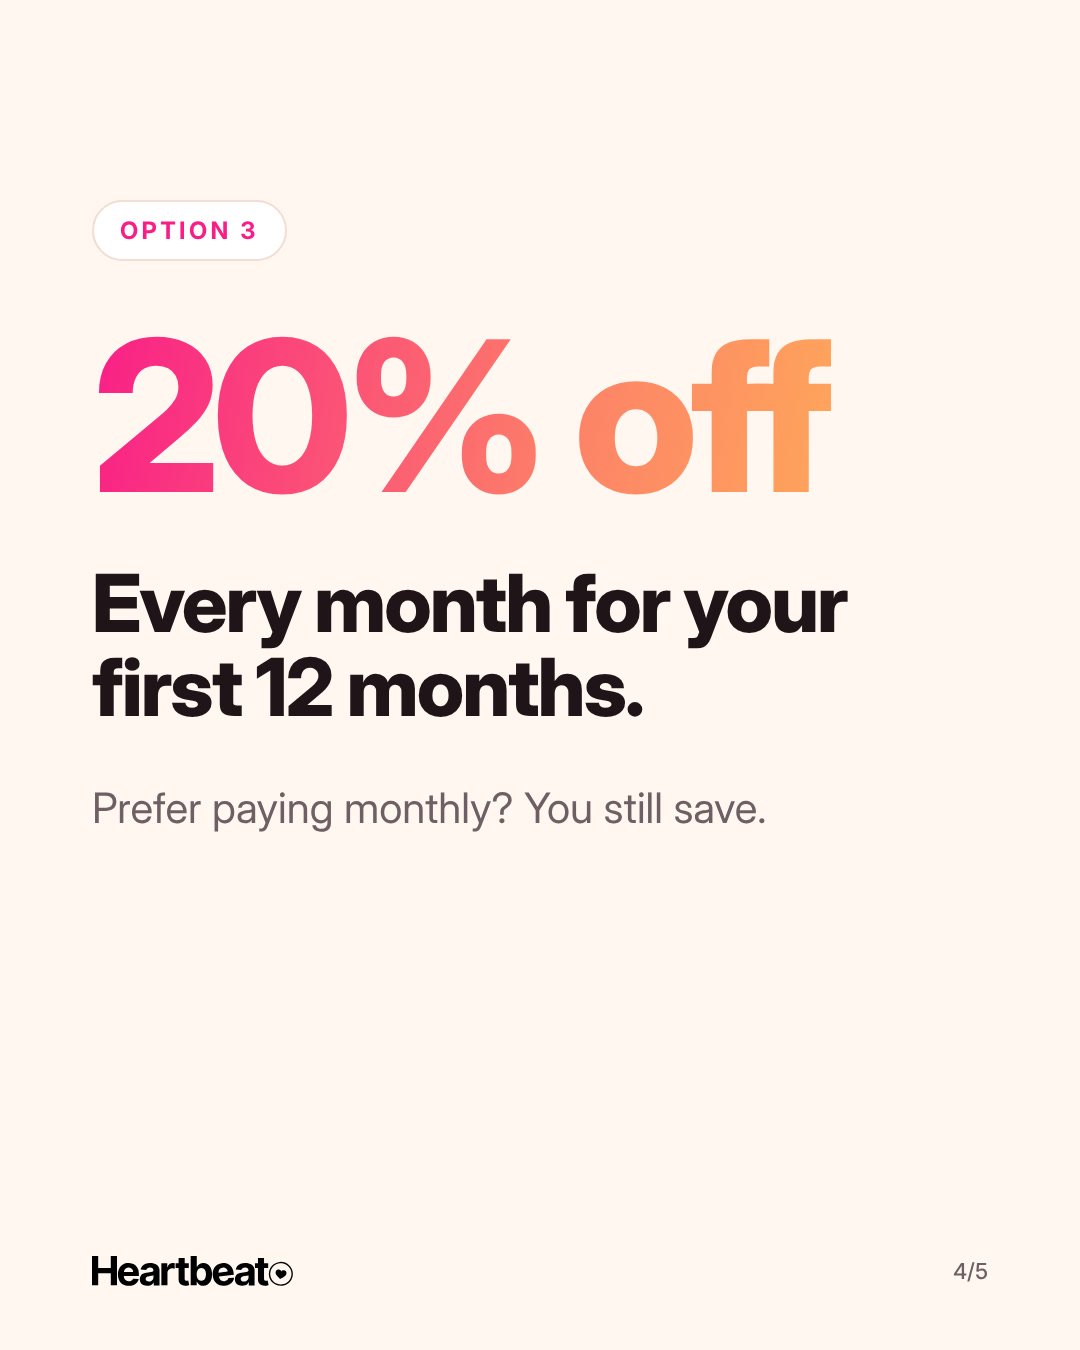 OPTION 3
20% off
Every month for your
first 12 months.
Prefer paying monthly? You still save.
Heartbeat
4/5